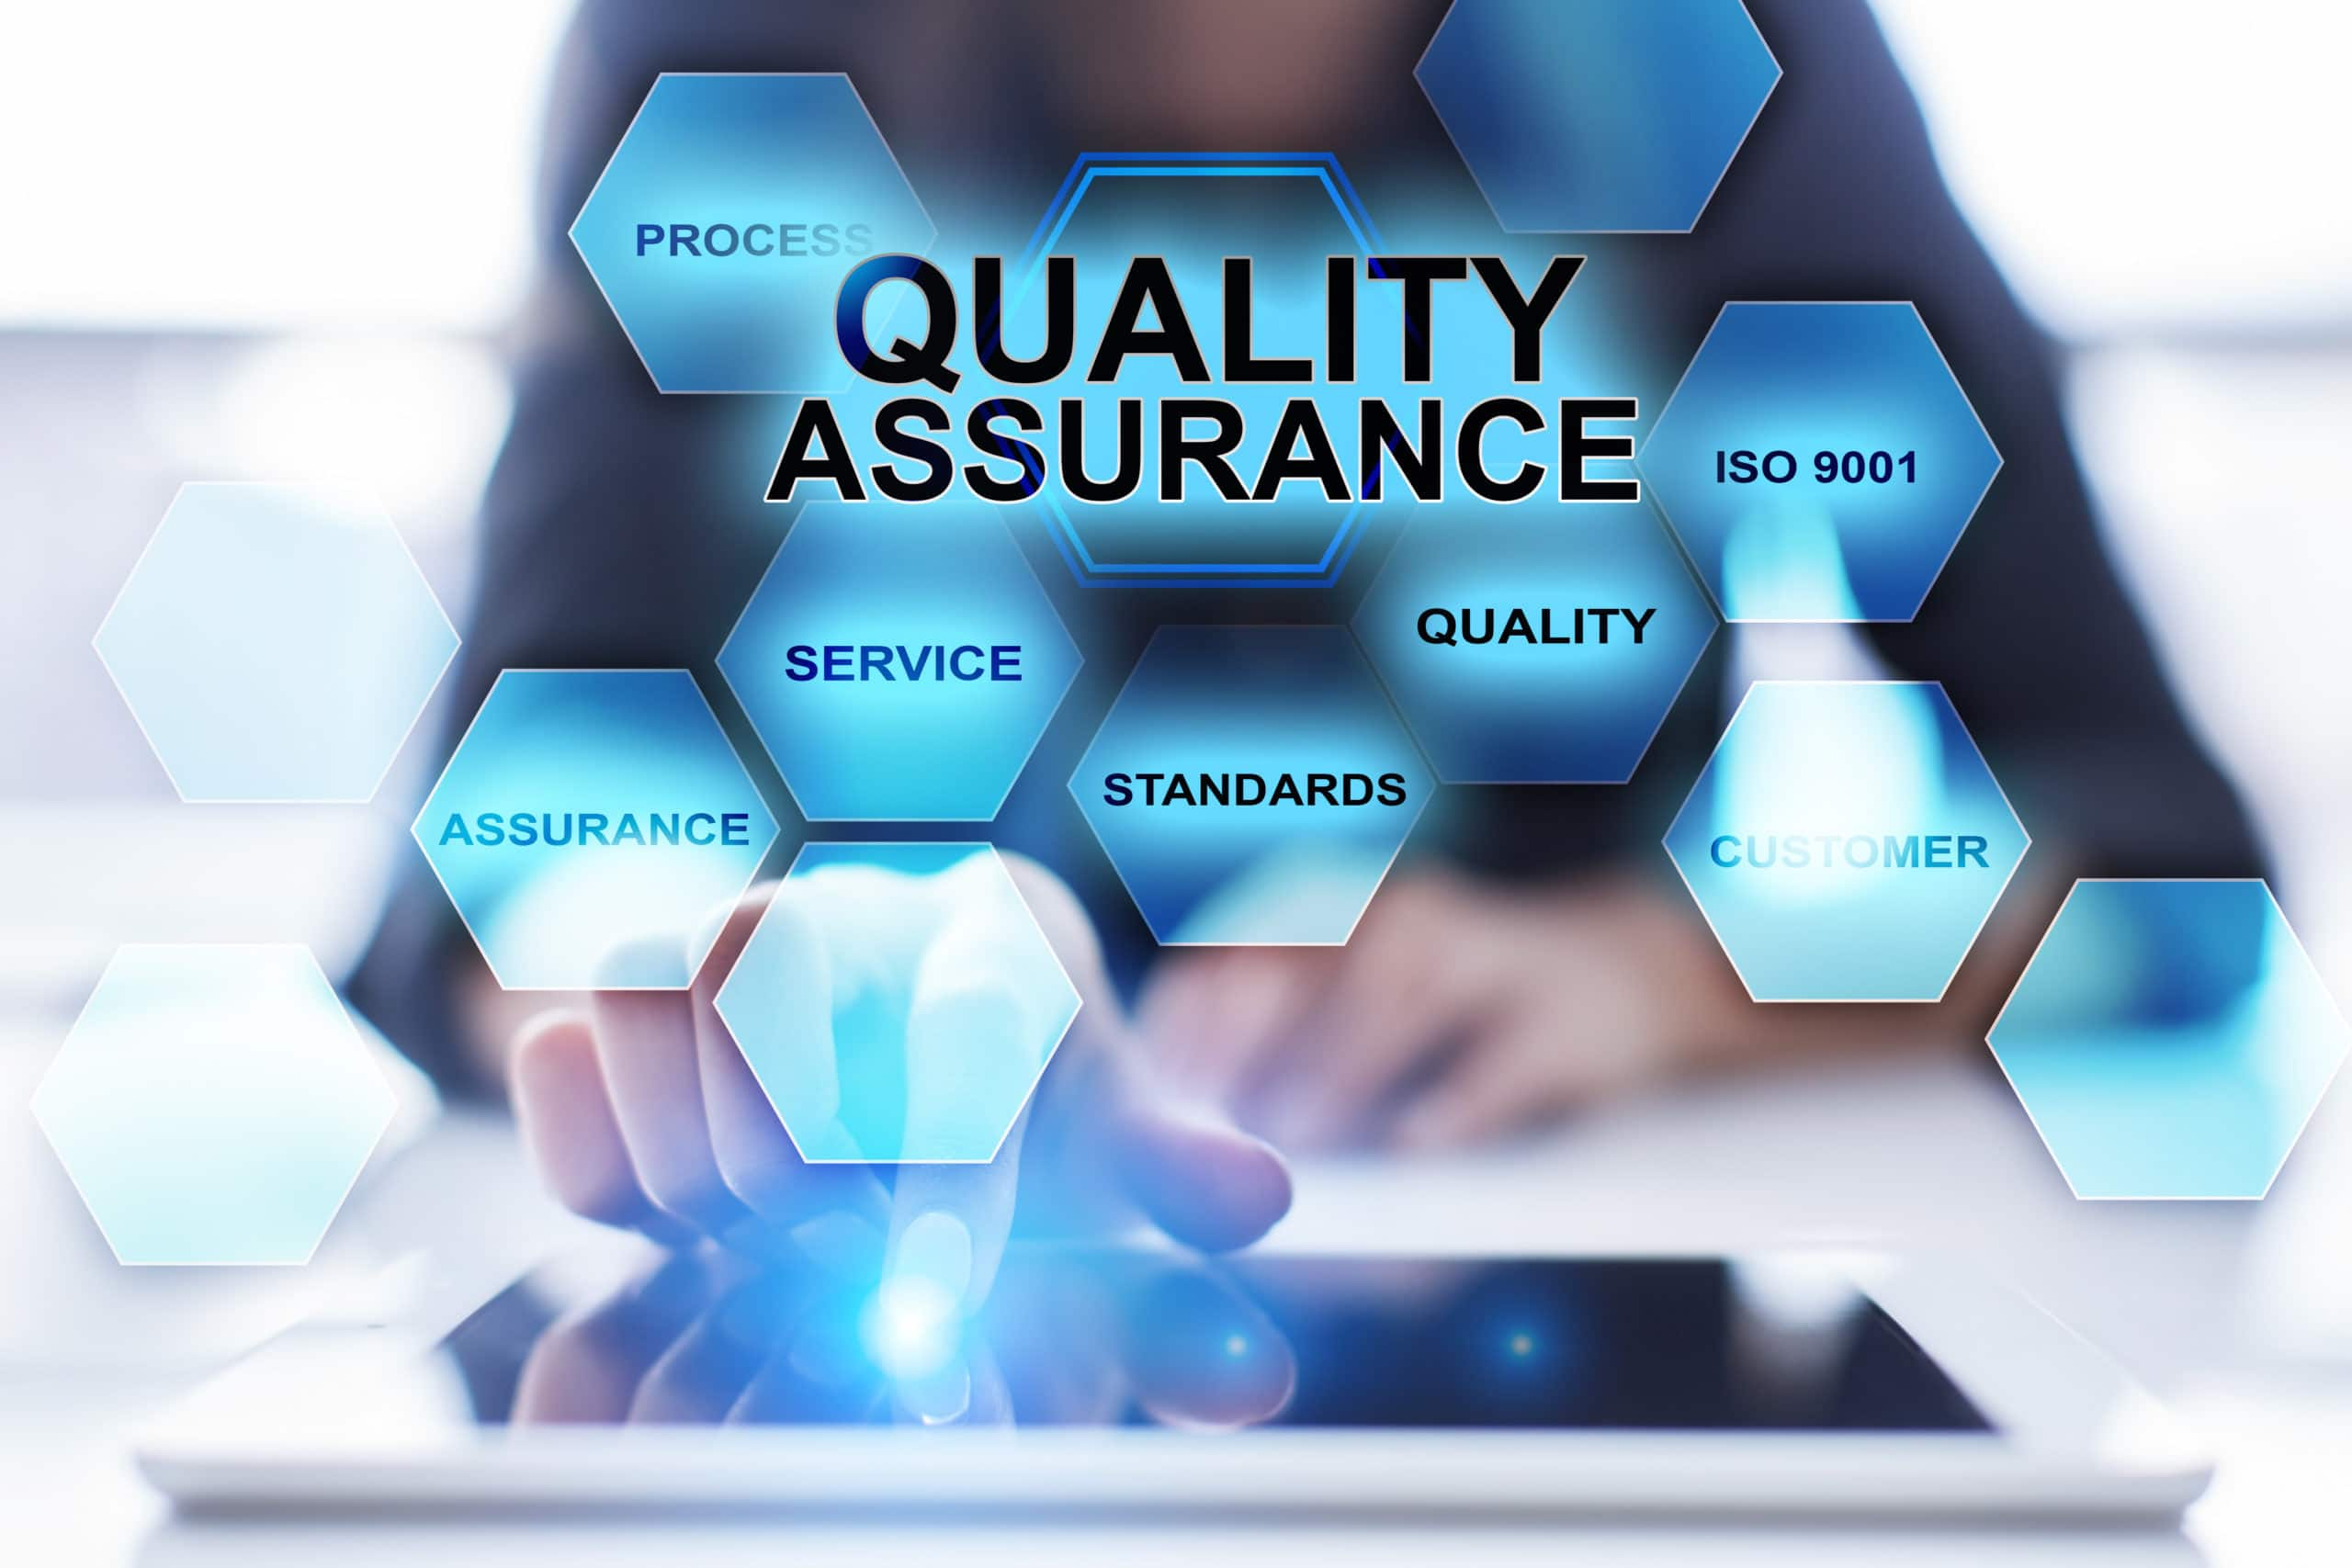 PROCESS
QUALITY
ASSURANCE
ISO 9001
QUALITY
SERVICE
STANDARDS
ASSURANCE
CUSTOMER